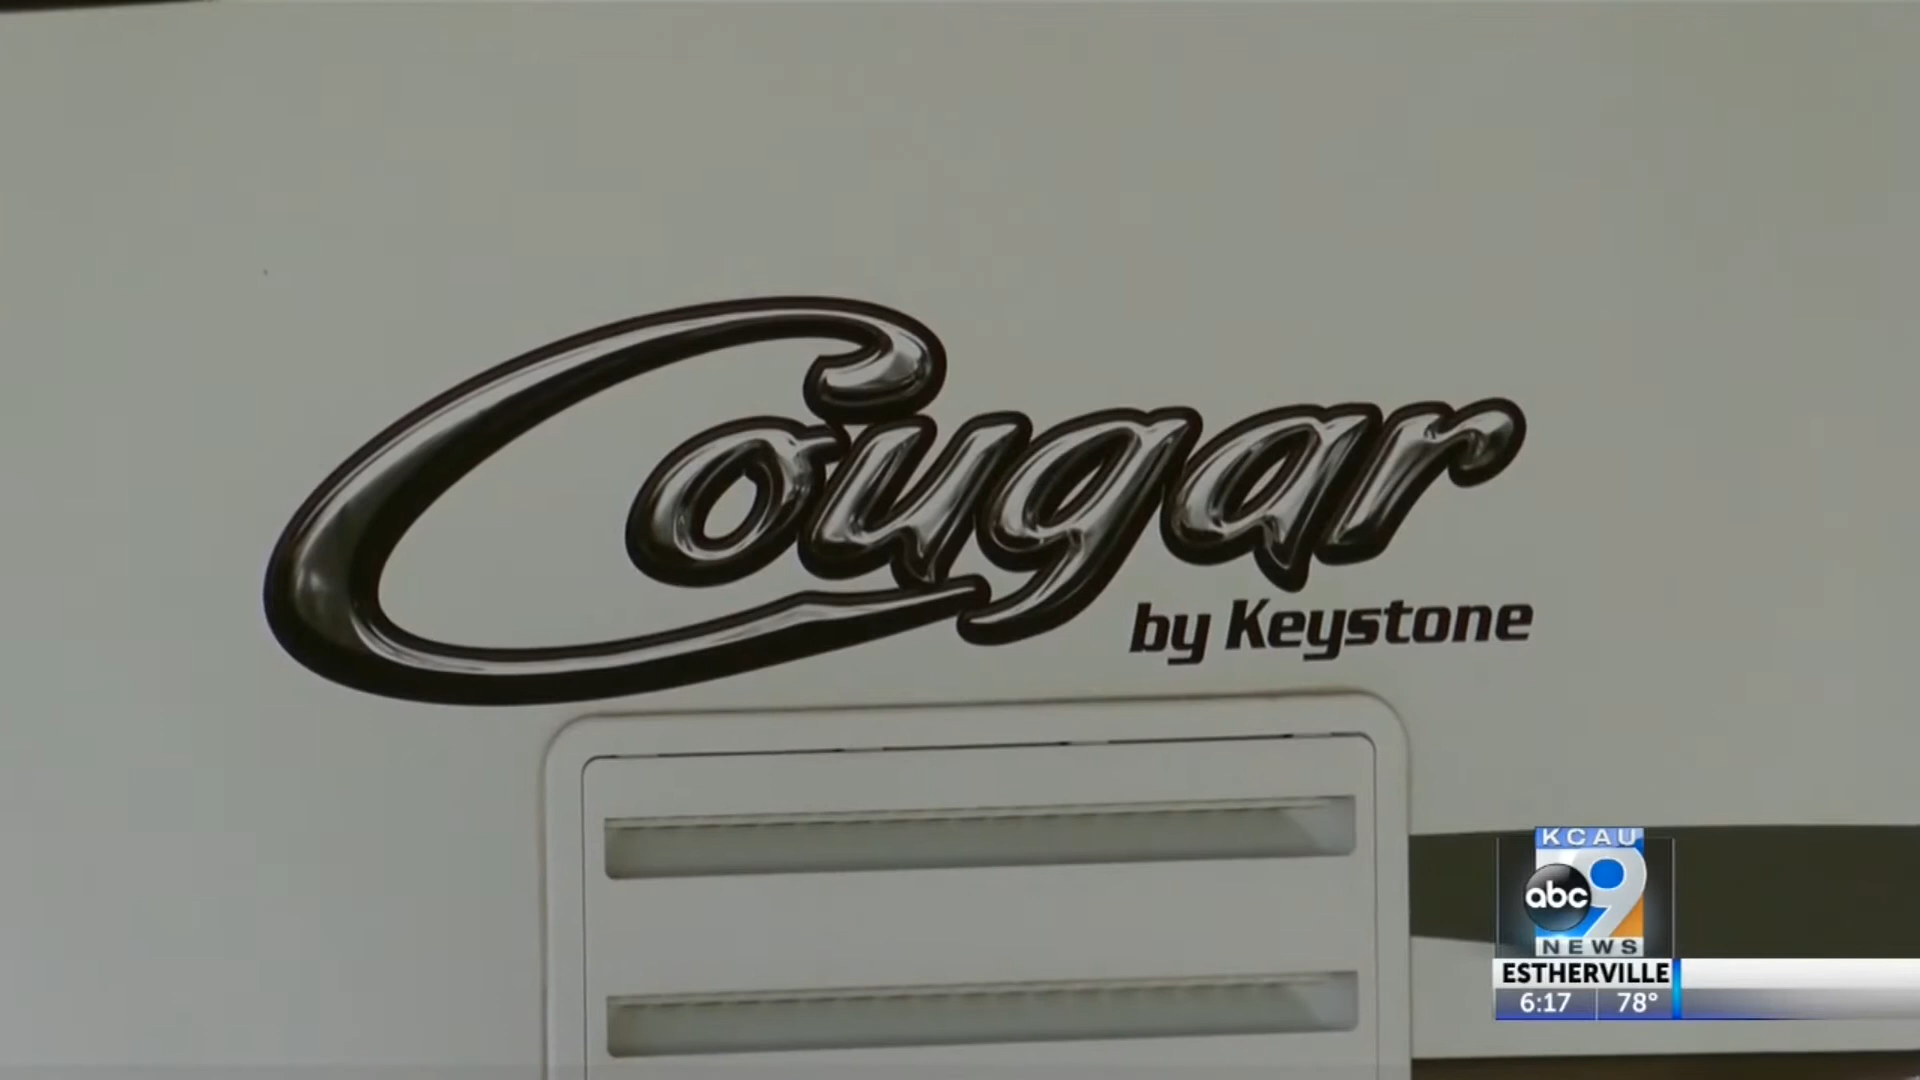 Cougar
by Keystone
KCAU
abc 9
NEWS
ESTHERVILLE
6:17 78°